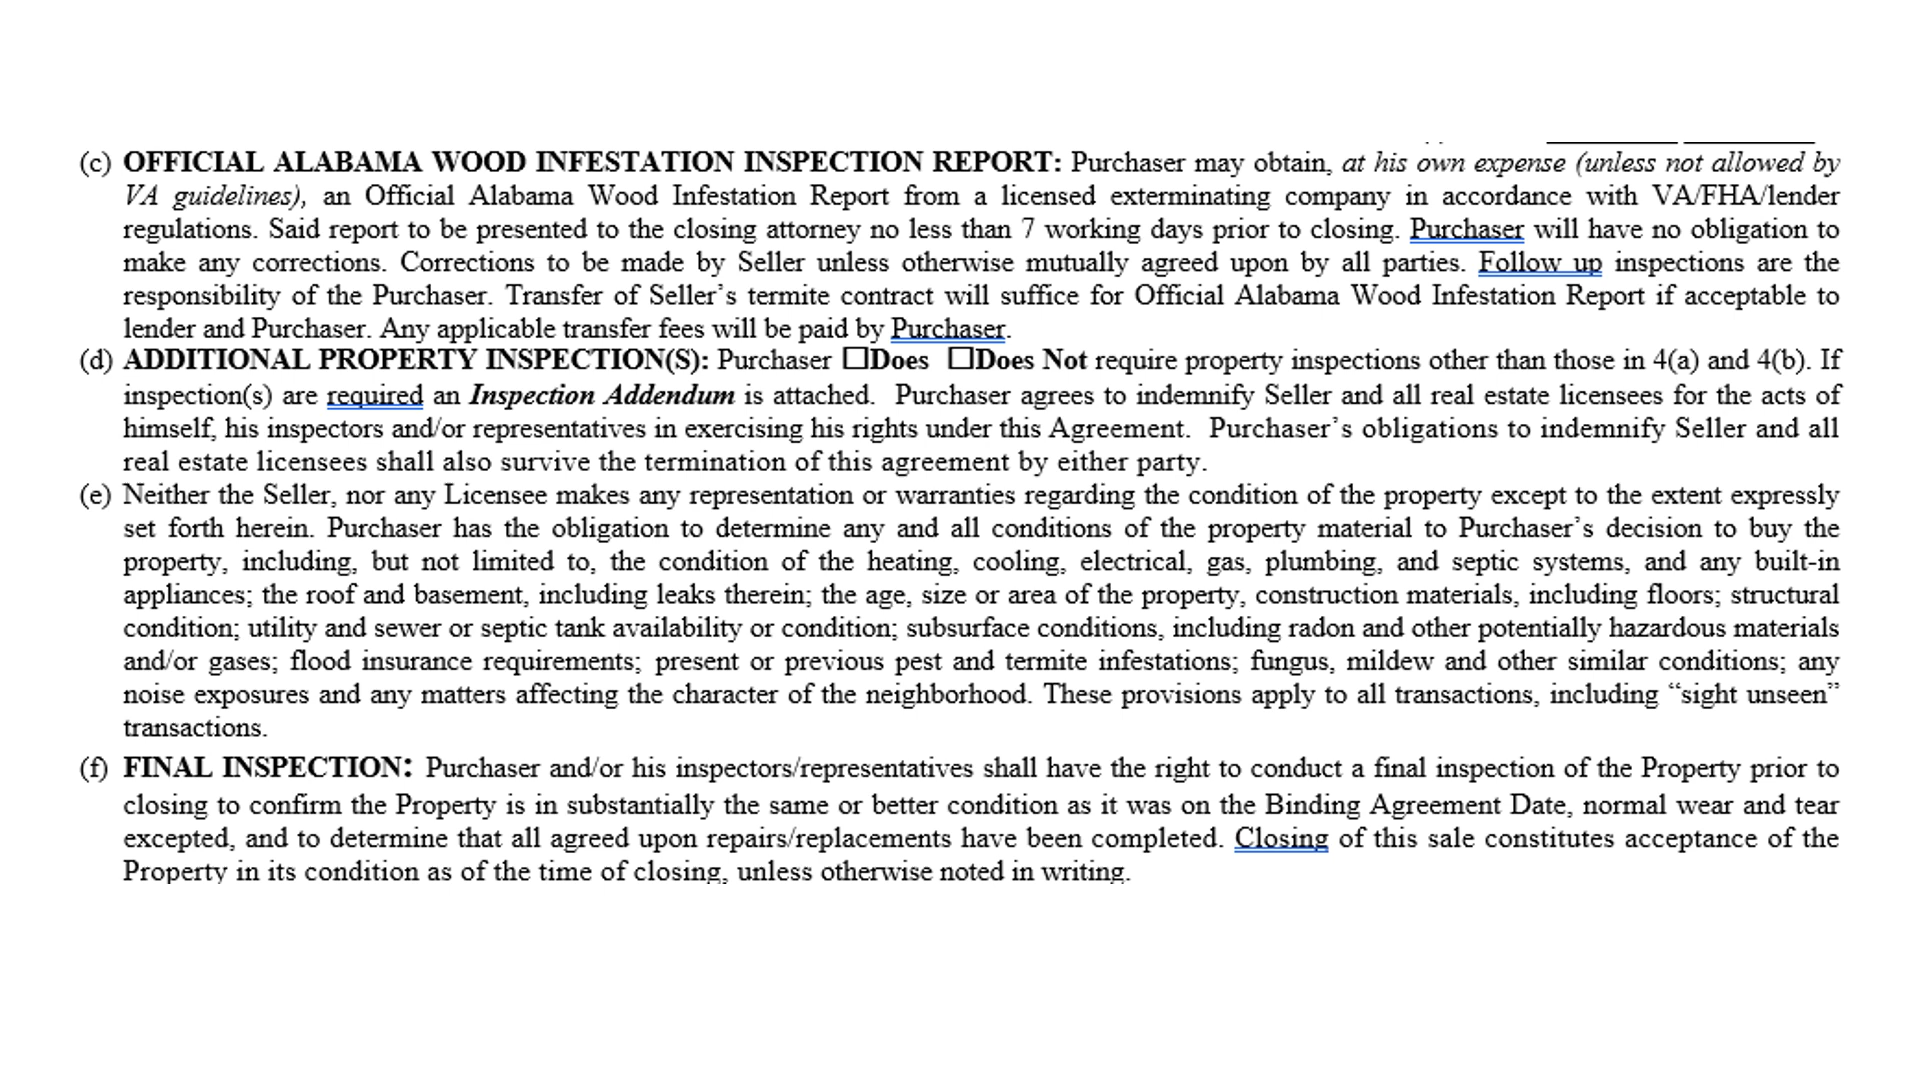 (c) OFFICIAL ALABAMA WOOD INFESTATION INSPECTION REPORT: Purchaser may obtain, at his own expense (unless not allowed by
VA guidelines), an Official Alabama Wood Infestation Report from a licensed exterminating company in accordance with VA/FHA/lender
regulations. Said report to be presented to the closing attorney no less than 7 working days prior to closing. Purchaser will have no obligation to
make any corrections. Corrections to be made by Seller unless otherwise mutually agreed upon by all parties. Follow up inspections are the
responsibility of the Purchaser. Transfer of Seller's termite contract will suffice for Official Alabama Wood Infestation Report if acceptable to
lender and Purchaser. Any applicable transfer fees will be paid by Purchaser.
(d) ADDITIONAL PROPERTY INSPECTION(S): Purchaser ☐Does ☐Does Not require property inspections other than those in 4(a) and 4(b). If
inspection(s) are required an Inspection Addendum is attached. Purchaser agrees to indemnify Seller and all real estate licensees for the acts of
himself, his inspectors and/or representatives in exercising his rights under this Agreement. Purchaser's obligations to indemnify Seller and all
real estate licensees shall also survive the termination of this agreement by either party.
(e) Neither the Seller, nor any Licensee makes any representation or warranties regarding the condition of the property except to the extent expressly
set forth herein. Purchaser has the obligation to determine any and all conditions of the property material to Purchaser's decision to buy the
property, including, but not limited to, the condition of the heating, cooling, electrical, gas, plumbing, and septic systems, and any built-in
appliances; the roof and basement, including leaks therein; the age, size or area of the property, construction materials, including floors; structural
condition; utility and sewer or septic tank availability or condition; subsurface conditions, including radon and other potentially hazardous materials
and/or gases; flood insurance requirements; present or previous pest and termite infestations; fungus, mildew and other similar conditions; any
noise exposures and any matters affecting the character of the neighborhood. These provisions apply to all transactions, including “sight unseen”
transactions.
(f) FINAL INSPECTION: Purchaser and/or his inspectors/representatives shall have the right to conduct a final inspection of the Property prior to
closing to confirm the Property is in substantially the same or better condition as it was on the Binding Agreement Date, normal wear and tear
excepted, and to determine that all agreed upon repairs/replacements have been completed. Closing of this sale constitutes acceptance of the
Property in its condition as of the time of closing, unless otherwise noted in writing.